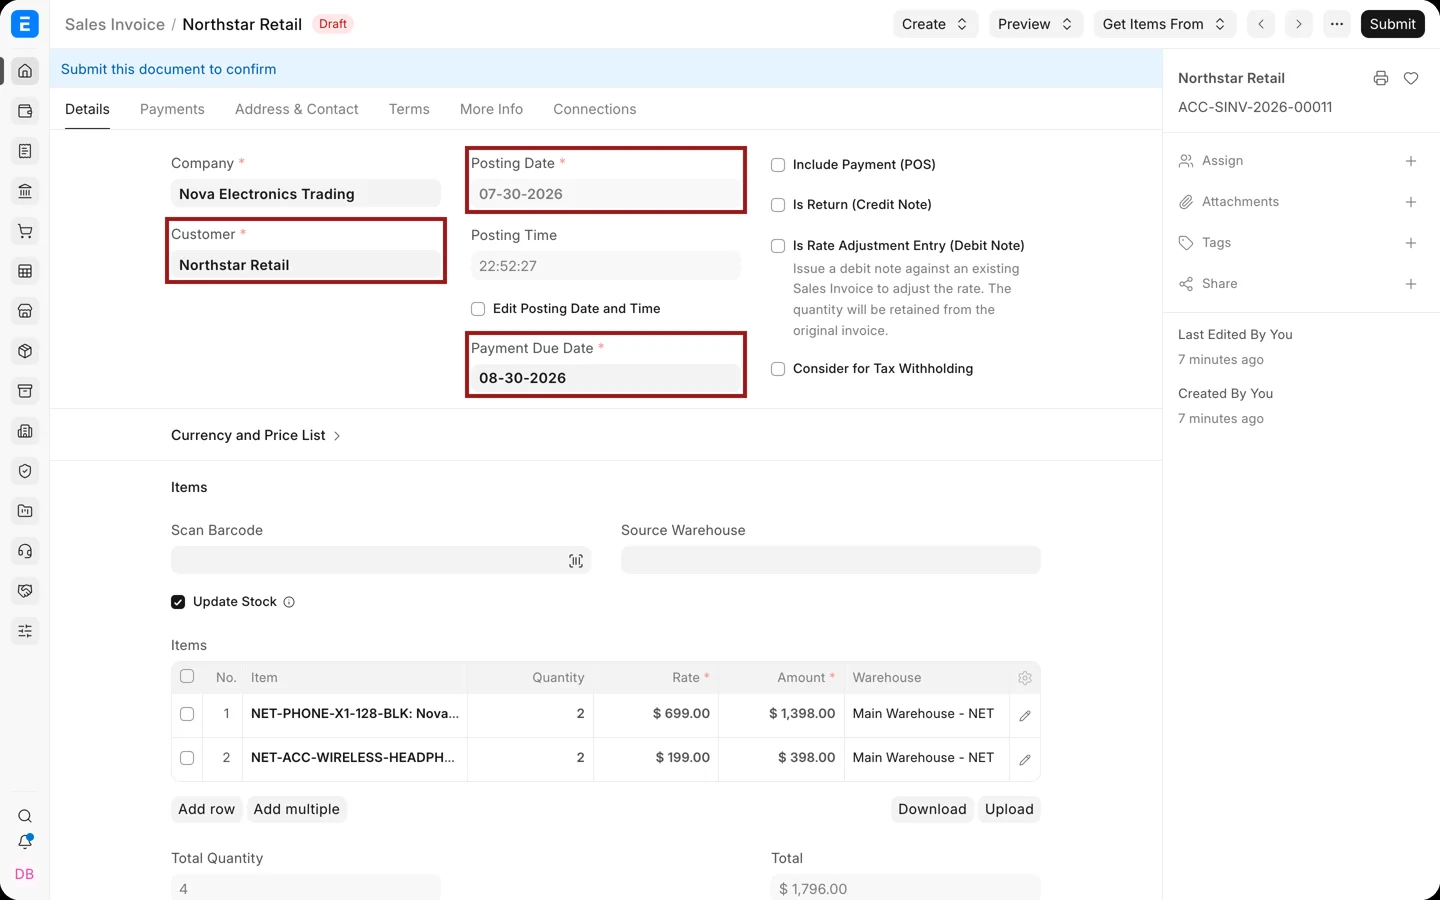 E
Sales Invoice / Northstar Retail Draft
Create
Preview
Get Items From
Submit
Submit this document to confirm
Details Payments Address & Contact Terms More Info Connections
Company *
Nova Electronics Trading
Customer *
Northstar Retail
Posting Date *
07-30-2026
Posting Time
22:52:27
Edit Posting Date and Time
Payment Due Date *
08-30-2026
Include Payment (POS)
Is Return (Credit Note)
Is Rate Adjustment Entry (Debit Note)
Issue a debit note against an existing
Sales Invoice to adjust the rate. The
quantity will be retained from the
original invoice.
Consider for Tax Withholding
Currency and Price List
Items
Scan Barcode
Source Warehouse
Update Stock
Items
No. Item Quantity Rate * Amount * Warehouse
1 NET-PHONE-X1-128-BLK: Nova... 2 $ 699.00 $ 1,398.00 Main Warehouse - NET
2 NET-ACC-WIRELESS-HEADPH... 2 $ 199.00 $ 398.00 Main Warehouse - NET
Add row Add multiple Download Upload
Total Quantity
4
Total
$ 1,796.00
Northstar Retail
ACC-SINV-2026-00011
Assign
Attachments
Tags
Share
Last Edited By You
7 minutes ago
Created By You
7 minutes ago
DB